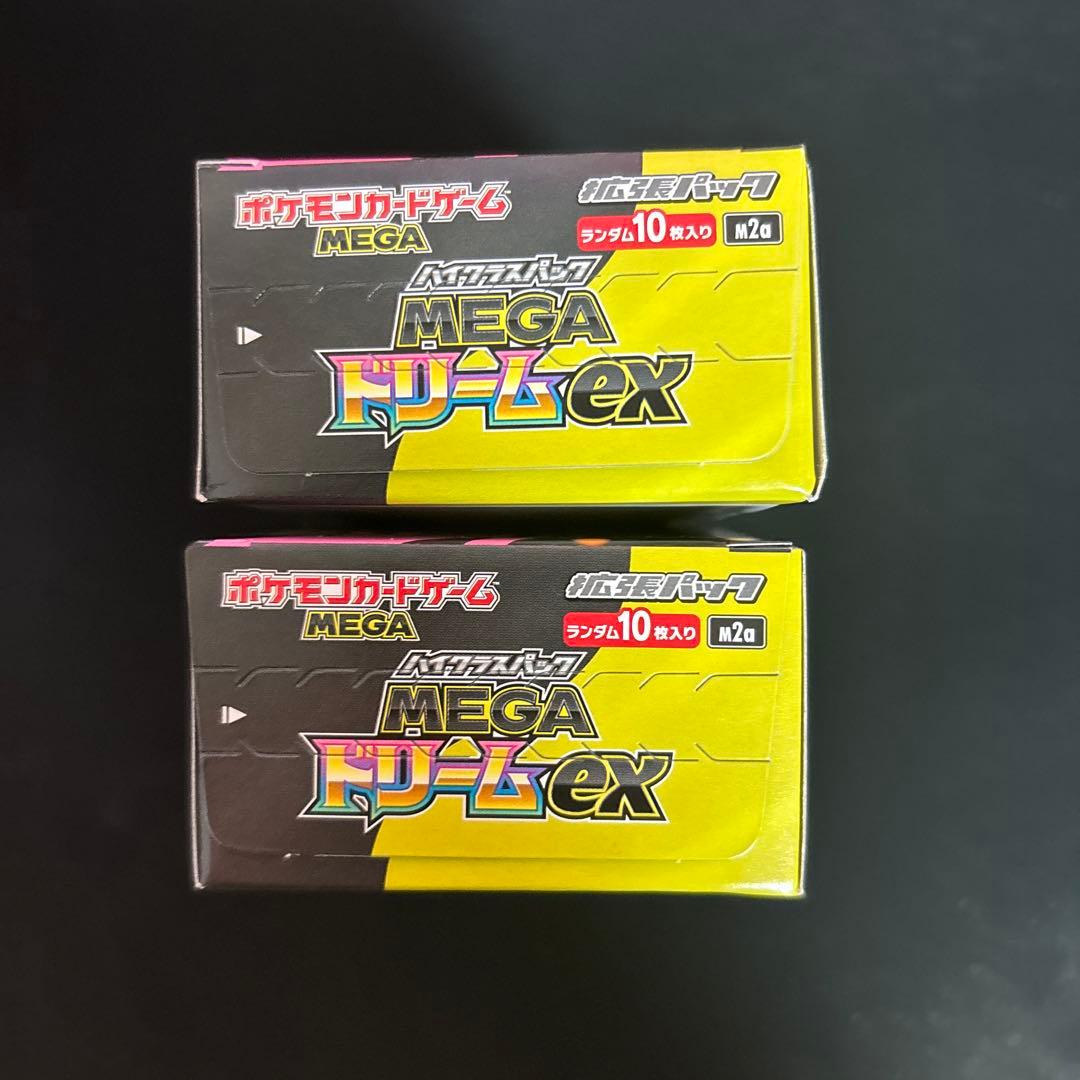 ポケモンカードゲーム
MEGA
拡張パック
ランダム10枚入り M2a
ハイクラスパック
MEGA
ドリームex
ポケモンカードゲーム
MEGA
拡張パック
ランダム10枚入り M2a
ハイクラスパック
MEGA
ドリームex